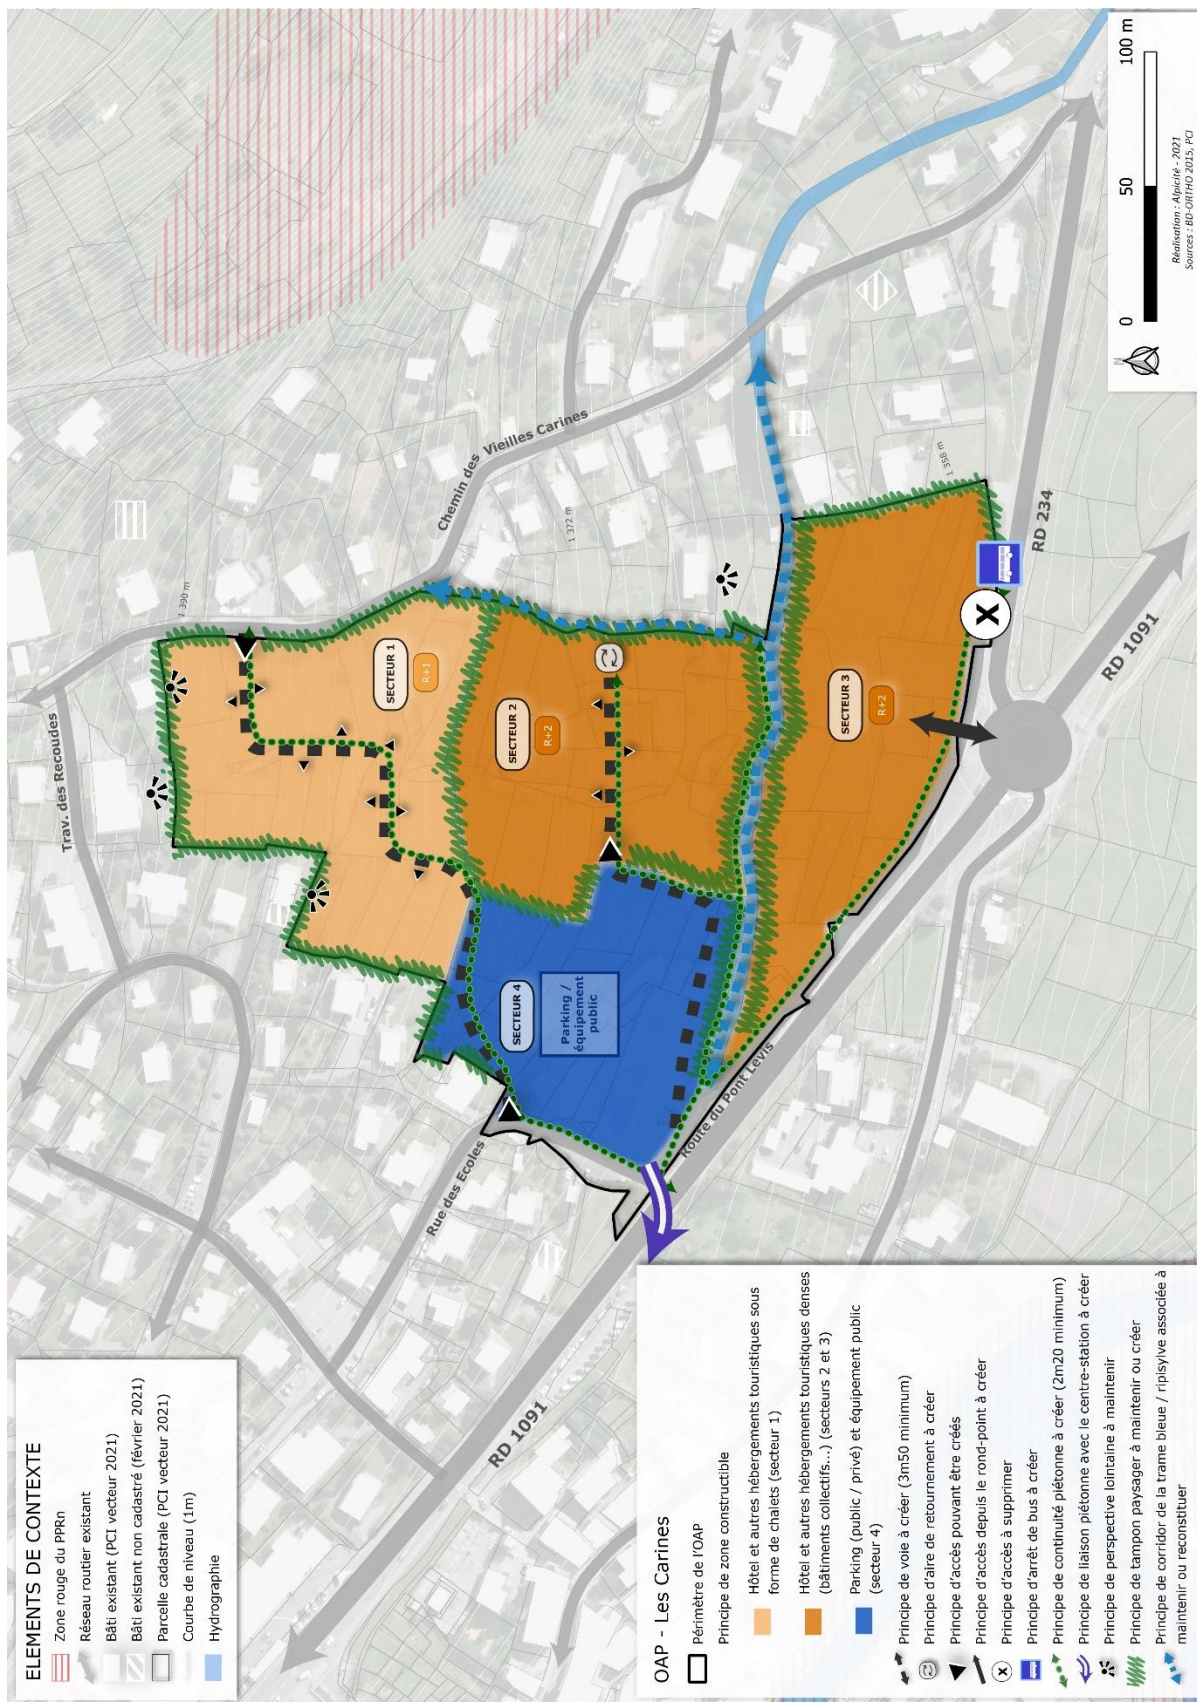 ELEMENTS DE CONTEXTE
Zone rouge du PPRn
Réseau routier existant
Bâti existant (PCI vecteur 2021)
Bâti existant non cadastré (février 2021)
Parcelle cadastrale (PCI vecteur 2021)
Courbe de niveau (1m)
Hydrographie
OAP - Les Carines
Périmètre de l'OAP
Principe de zone constructible
Hôtel et autres hébergements touristiques sous
forme de chalets (secteur 1)
Hôtel et autres hébergements touristiques denses
(bâtiments collectifs...) (secteurs 2 et 3)
Parking (public / privé) et équipement public
(secteur 4)
Principe de voie à créer (3m50 minimum)
Principe d'aire de retournement à créer
Principe d'accès pouvant être créés
Principe d'accès depuis le rond-point à créer
X
Principe d'accès à supprimer
Principe d'arrêt de bus à créer
Principe de continuité piétonne à créer (2m20 minimum)
Principe de liaison piétonne avec le centre-station à créer
Principe de perspective lointaine à maintenir
Principe de tampon paysager à maintenir ou créer
Principe de corridor de la trame bleue / ripisylve associée à
maintenir ou reconstituer
Trav. des Recoudes
1 390 m
Chemin des Vieilles Carines
1 372 m
1 358 m
Rue des Ecoles
RD 1091
Route du Pont Levis
SECTEUR 1
R+1
SECTEUR 2
R+2
SECTEUR 3
R+2
SECTEUR 4
Parking /
équipement
public
X
RD 234
RD 1091
N
0 50 100 m
Réalisation : Alpicité - 2021
Sources : BD-ORTHO 2015, PCI